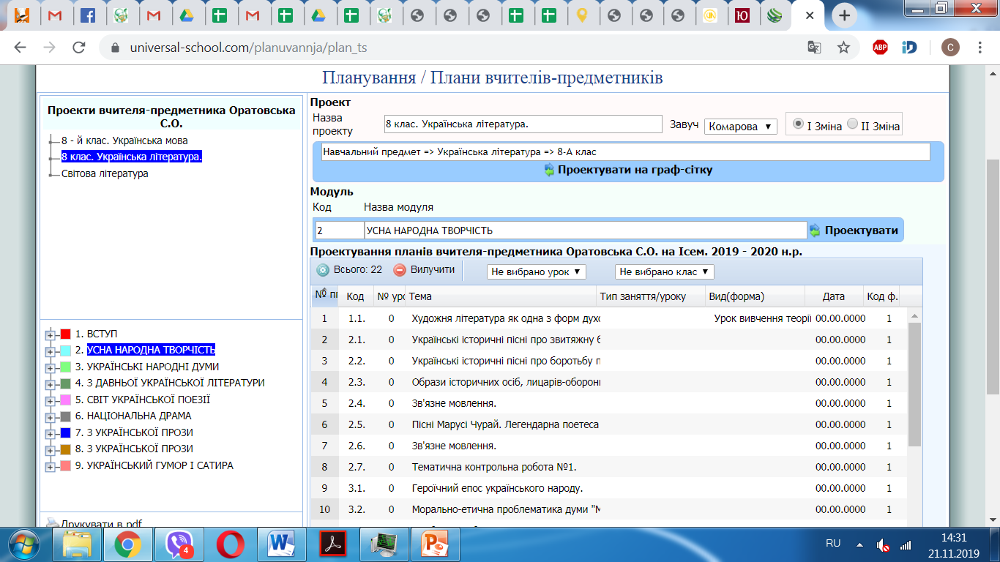 universal-school.com/planuvannja/plan_ts
ABP
C
Планування / Плани вчителів-предметників
Проекти вчителя-предметника Оратовська
С.О.
8 - й клас. Українська мова
8 клас. Українська література.
Світова література
Проект
Назва
проекту
8 клас. Українська література.
Завуч
Комарова
I Зміна
II Зміна
Навчальний предмет => Українська література => 8-А клас
Проектувати на граф-сітку
Модуль
Код Назва модуля
2 УСНА НАРОДНА ТВОРЧІСТЬ Проектувати
Проектування планів вчителя-предметника Оратовська С.О. на Iсем. 2019 - 2020 н.р.
Всього: 22 Вилучити Не вибрано урок Не вибрано клас
№ Код № уро Тема Тип заняття/уроку Вид(форма) Дата Код ф.
1 1.1. 0 Художня література як одна з форм Урок вивчення теорії 00.00.0000 1
2 2.1. 0 Українські історичні пісні про звитяжну 00.00.0000 1
3 2.2. 0 Українські історичні пісні про боротьбу 00.00.0000 1
4 2.3. 0 Образи історичних осіб, 00.00.0000 1
5 2.4. 0 Зв'язне мовлення. 00.00.0000 1
6 2.5. 0 Пісні Марусі Чурай. Легендарна поетеса 00.00.0000 1
7 2.6. 0 Зв'язне мовлення. 00.00.0000 1
8 2.7. 0 Тематична контрольна робота №1. 00.00.0000 1
9 3.1. 0 Героїчний епос українського народу. 00.00.0000 1
10 3.2. 0 Морально-етична проблематика думи 00.00.0000 1
1. ВСТУП
2. УСНА НАРОДНА ТВОРЧІСТЬ
3. УКРАЇНСЬКІ НАРОДНІ ДУМИ
4. З ДАВНЬОЇ УКРАЇНСЬКОЇ ЛІТЕРАТУРИ
5. СВІТ УКРАЇНСЬКОЇ ПОЕЗІЇ
6. НАЦІОНАЛЬНА ДРАМА
7. З УКРАЇНСЬКОЇ ПРОЗИ
8. З УКРАЇНСЬКОЇ ПРОЗИ
9. УКРАЇНСЬКИЙ ГУМОР І САТИРА
Друкувати в pdf
4
RU
14:31
21.11.2019